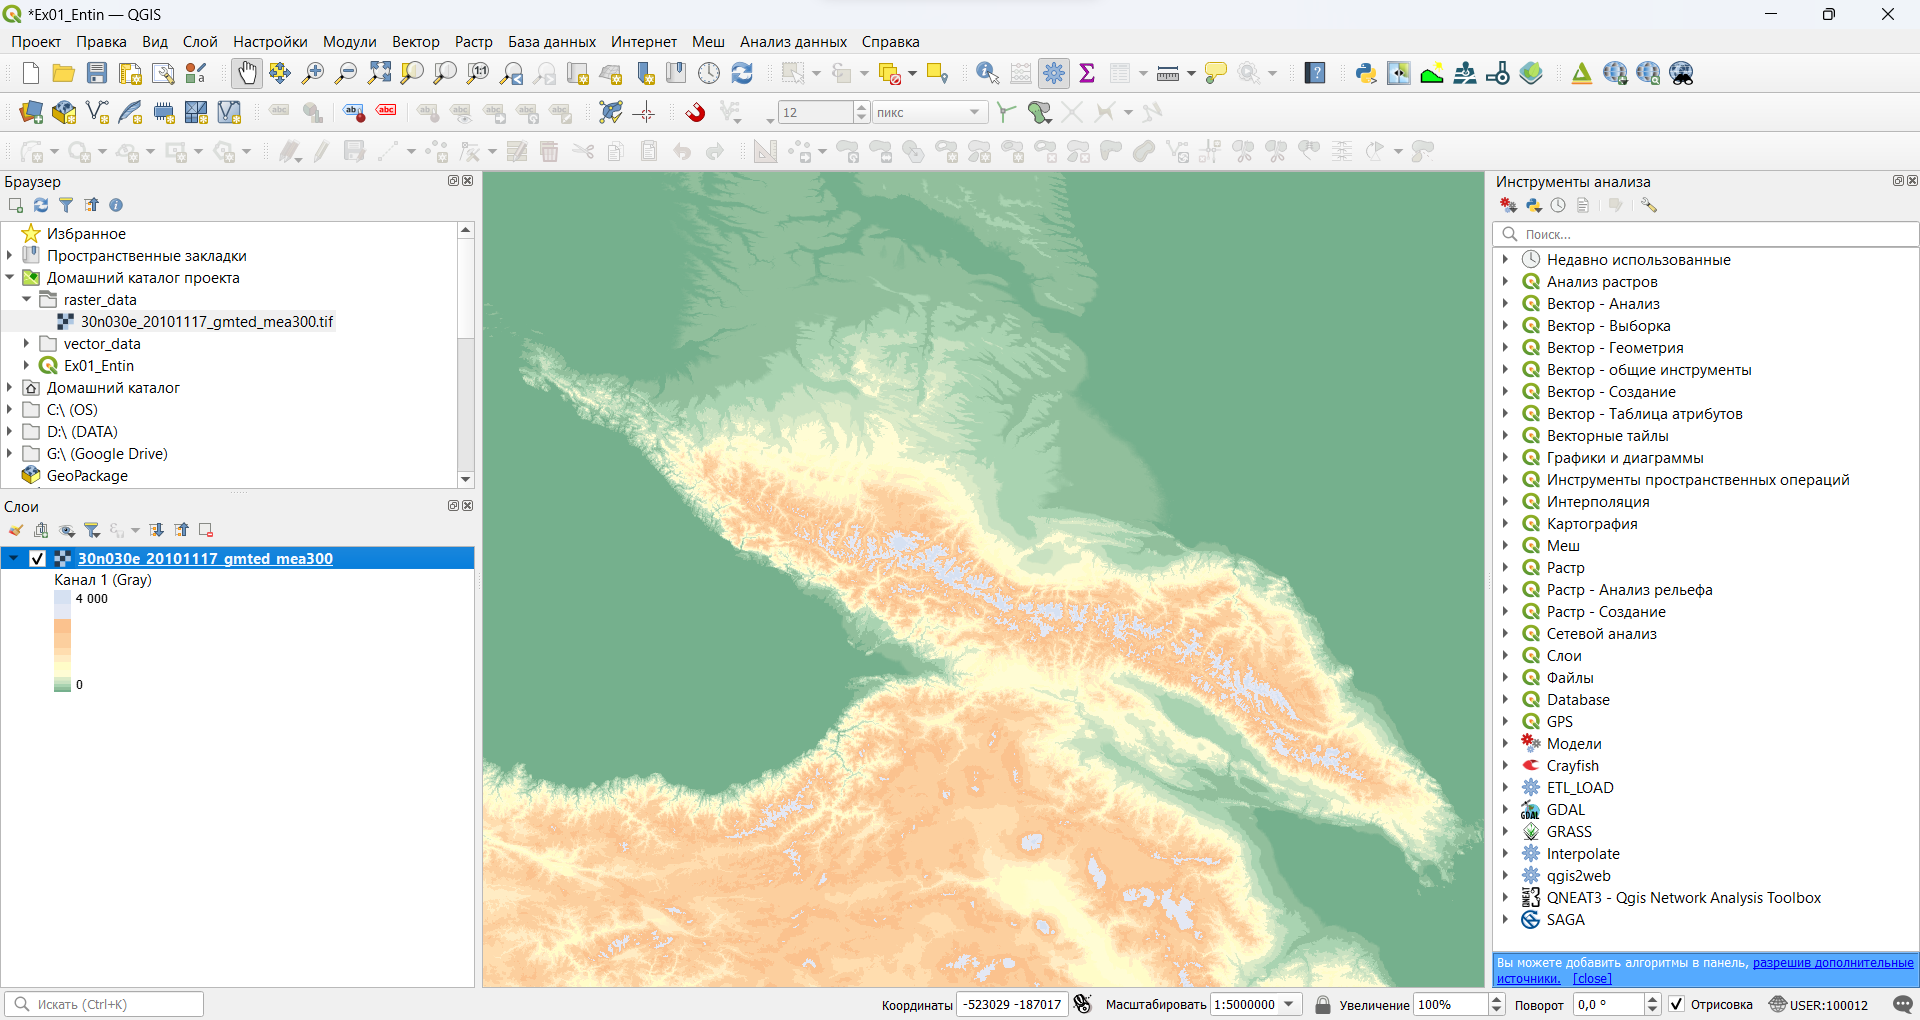 *Ex01_Entin — QGIS
Проект Правка Вид Слой Настройки Модули Вектор Растр База данных Интернет Меш Анализ данных Справка
12 пикс
Браузер
Избранное
Пространственные закладки
Домашний каталог проекта
raster_data
30n030e_20101117_gmted_mea300.tif
vector_data
Ex01_Entin
Домашний каталог
C:\ (OS)
D:\ (DATA)
G:\ (Google Drive)
GeoPackage
Слои
30n030e_20101117_gmted_mea300
Канал 1 (Gray)
4 000
0
Инструменты анализа
Поиск...
Недавно использованные
Анализ растров
Вектор - Анализ
Вектор - Выборка
Вектор - Геометрия
Вектор - общие инструменты
Вектор - Создание
Вектор - Таблица атрибутов
Векторные тайлы
Графики и диаграммы
Инструменты пространственных операций
Интерполяция
Картография
Меш
Растр
Растр - Анализ рельефа
Растр - Создание
Сетевой анализ
Слои
Файлы
Database
GPS
Модели
Crayfish
ETL_LOAD
GDAL
GRASS
Interpolate
qgis2web
QNEAT3 - Qgis Network Analysis Toolbox
SAGA
Вы можете добавить алгоритмы в панель, разрешив дополнительные
источники. [close]
Искать (Ctrl+K)
Координаты -523029 -187017 Масштабировать 1:5000000 Увеличение 100% Поворот 0,0 ° Отрисовка USER:100012